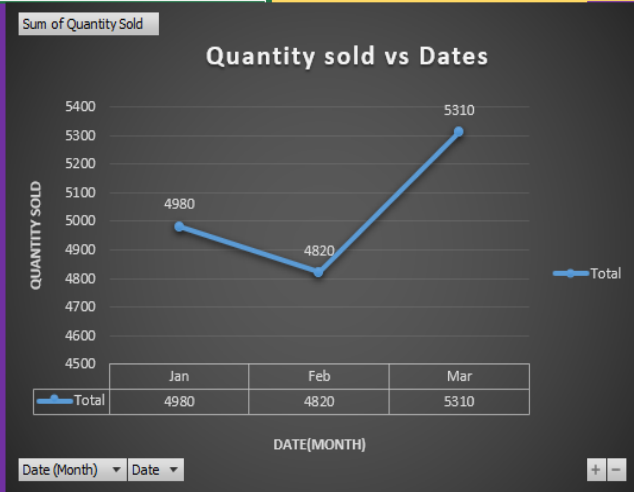 Sum of Quantity Sold
Quantity sold vs Dates
5400
5300
5200
5100
5000
4900
4800
4700
4600
4500
QUANTITY SOLD
4980
4820
5310
Total
Jan Feb Mar
Total 4980 4820 5310
DATE(MONTH)
Date (Month) Date + -